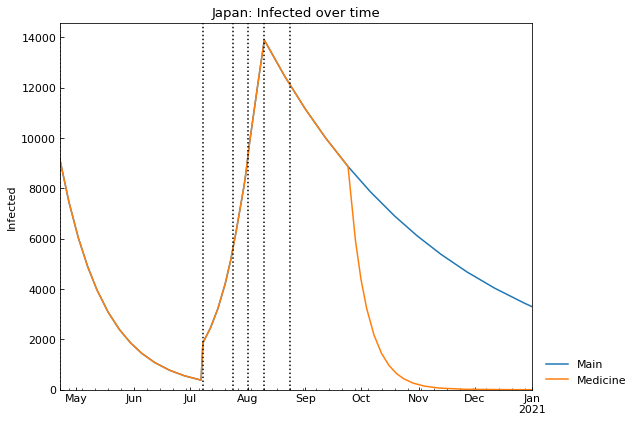 Japan: Infected over time
Infected
14000
12000
10000
8000
6000
4000
2000
0
May Jun Jul Aug Sep Oct Nov Dec Jan
2021
Main
Medicine